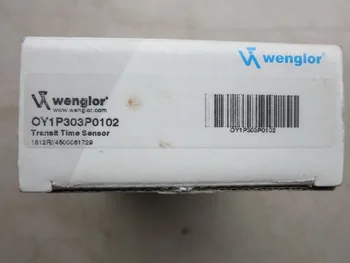 wenglor
wenglor
www.wenglor.com
OY1P303P0102
Transit Time Sensor
1612R//4500061729
OY1P303P0102